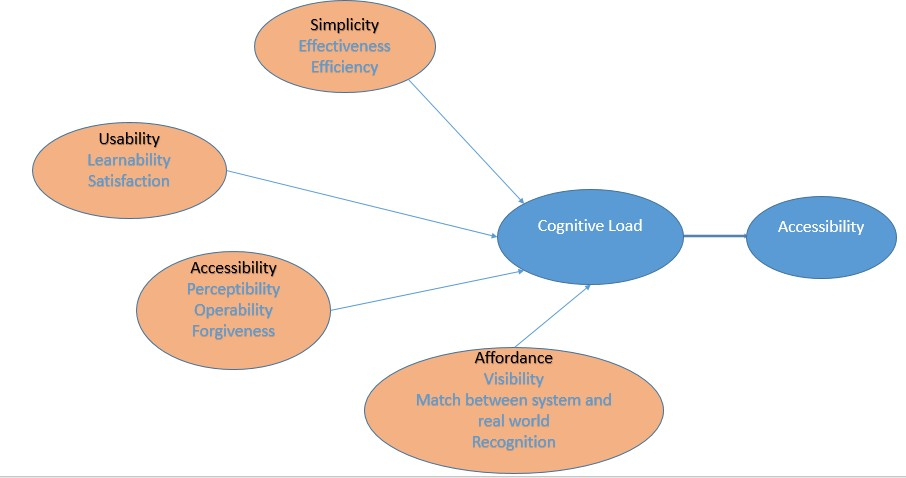 Simplicity
Effectiveness
Efficiency
Usability
Learnability
Satisfaction
Accessibility
Perceptibility
Operability
Forgiveness
Cognitive Load
Accessibility
Affordance
Visibility
Match between system and
real world
Recognition